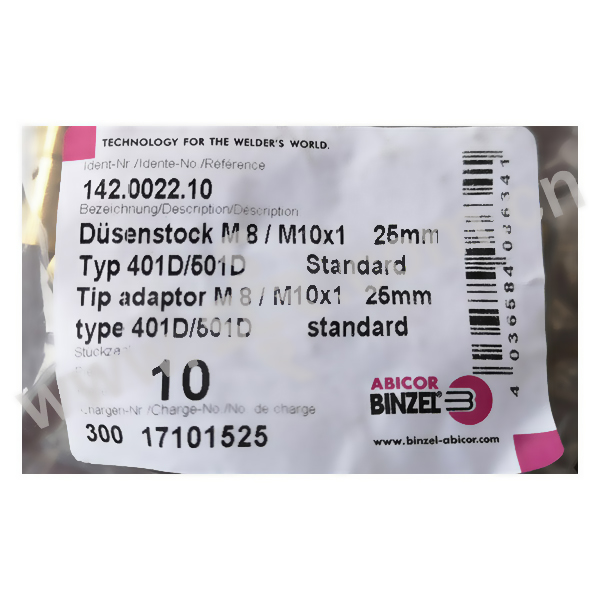 TECHNOLOGY FOR THE WELDER'S WORLD.
Ident-Nr /Idente-No /Référence
142.0022.10
Bezeichnung/Description/Description
Düsenstock M 8 / M10x1 25mm
Typ 401D/501D Standard
Tip adaptor M 8 / M10x1 25mm
type 401D/501D standard
10
Chargen-Nr /Charge-No./No. de charge
300 17101525
ABICOR
BINZEL®
www.binzel-abicor.com
4 036584 036341